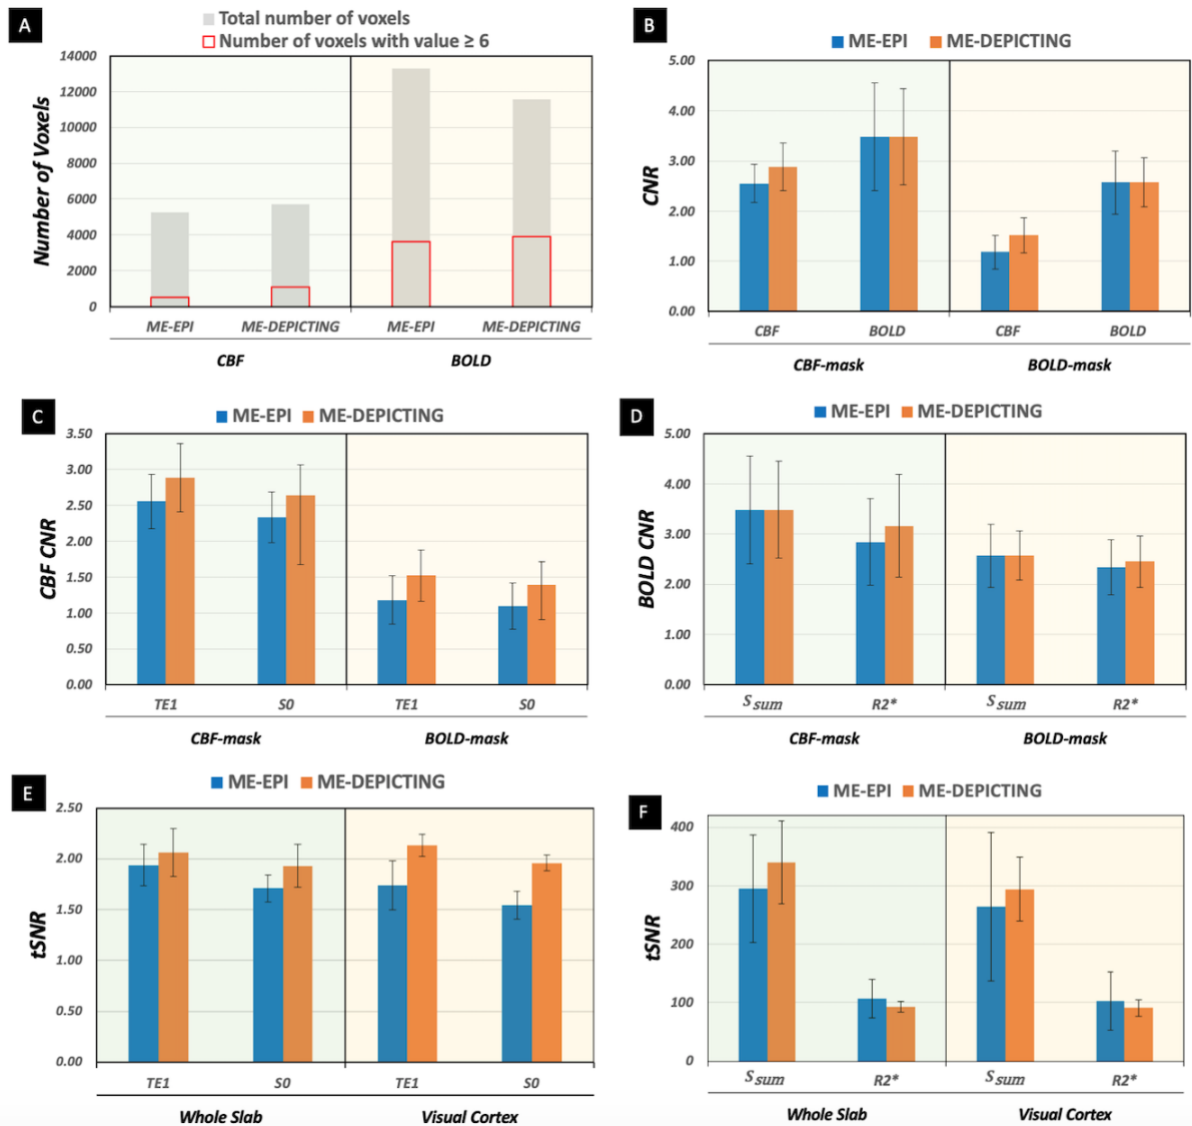 A
Total number of voxels
Number of voxels with value ≥ 6
Number of Voxels
14000
12000
10000
8000
6000
4000
2000
0
ME-EPI ME-DEPICTING ME-EPI ME-DEPICTING
CBF BOLD
B
ME-EPI ME-DEPICTING
CNR
5.00
4.00
3.00
2.00
1.00
0.00
CBF BOLD CBF BOLD
CBF-mask BOLD-mask
C
ME-EPI ME-DEPICTING
CBF CNR
3.50
3.00
2.50
2.00
1.50
1.00
0.50
0.00
TE1 S0 TE1 S0
CBF-mask BOLD-mask
D
ME-EPI ME-DEPICTING
BOLD CNR
5.00
4.00
3.00
2.00
1.00
0.00
S sum R2* S sum R2*
CBF-mask BOLD-mask
E
ME-EPI ME-DEPICTING
tSNR
2.50
2.00
1.50
1.00
0.50
0.00
TE1 S0 TE1 S0
Whole Slab Visual Cortex
F
ME-EPI ME-DEPICTING
tSNR
400
300
200
100
0
S sum R2* S sum R2*
Whole Slab Visual Cortex